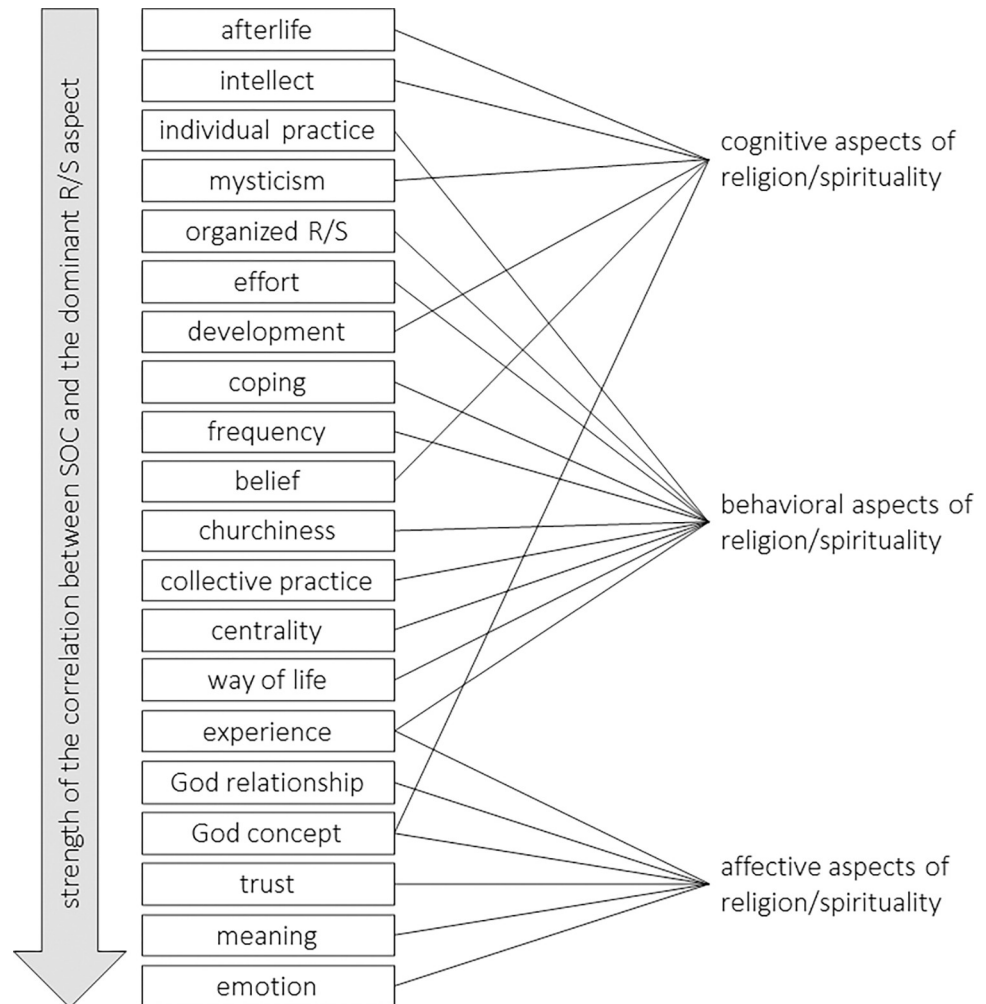 strength of the correlation between SOC and the dominant R/S aspect
afterlife
intellect
individual practice
mysticism
organized R/S
effort
development
coping
frequency
belief
churchiness
collective practice
centrality
way of life
experience
God relationship
God concept
trust
meaning
emotion
cognitive aspects of
religion/spirituality
behavioral aspects of
religion/spirituality
affective aspects of
religion/spirituality